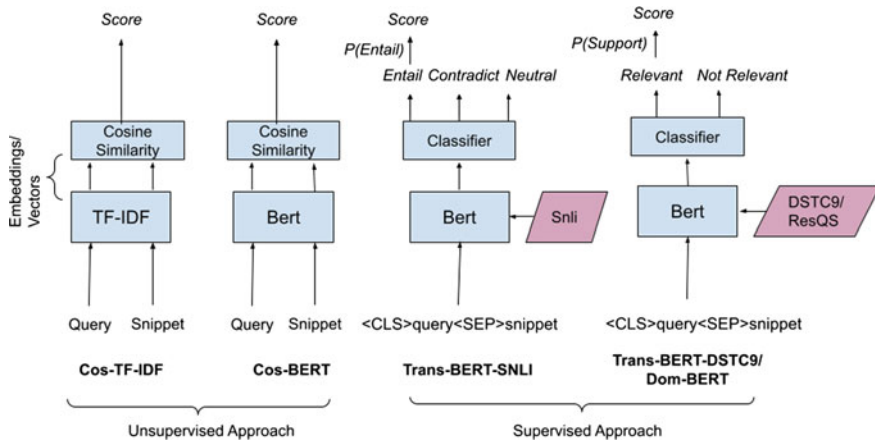 Score
Score
Score
Score
P(Entail)
P(Support)
Entail Contradict Neutral
Relevant Not Relevant
Cosine
Similarity
Cosine
Similarity
Classifier
Classifier
Embeddings/
Vectors
TF-IDF
Bert
Bert
Snli
Bert
DSTC9/
ResQS
Query Snippet
Query Snippet
<CLS>query<SEP>snippet
<CLS>query<SEP>snippet
Cos-TF-IDF
Cos-BERT
Trans-BERT-SNLI
Trans-BERT-DSTC9/
Dom-BERT
Unsupervised Approach
Supervised Approach